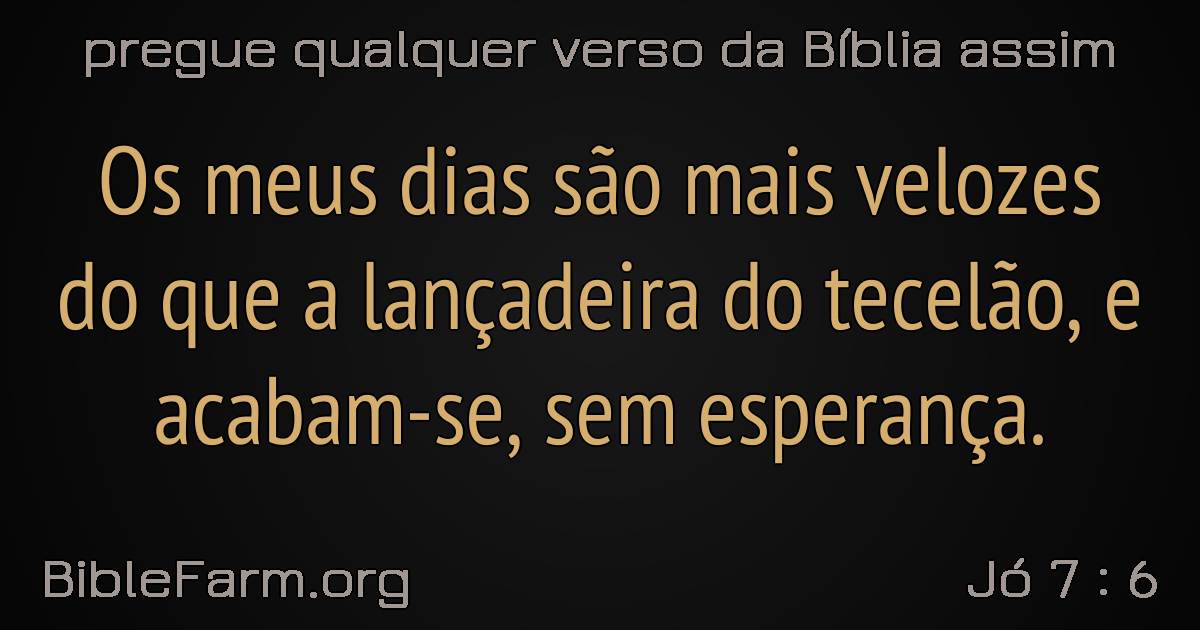 pregue qualquer verso da Bíblia assim
Os meus dias são mais velozes
do que a lançadeira do tecelão, e
acabam-se, sem esperança.
BibleFarm.org
Jó 7 : 6